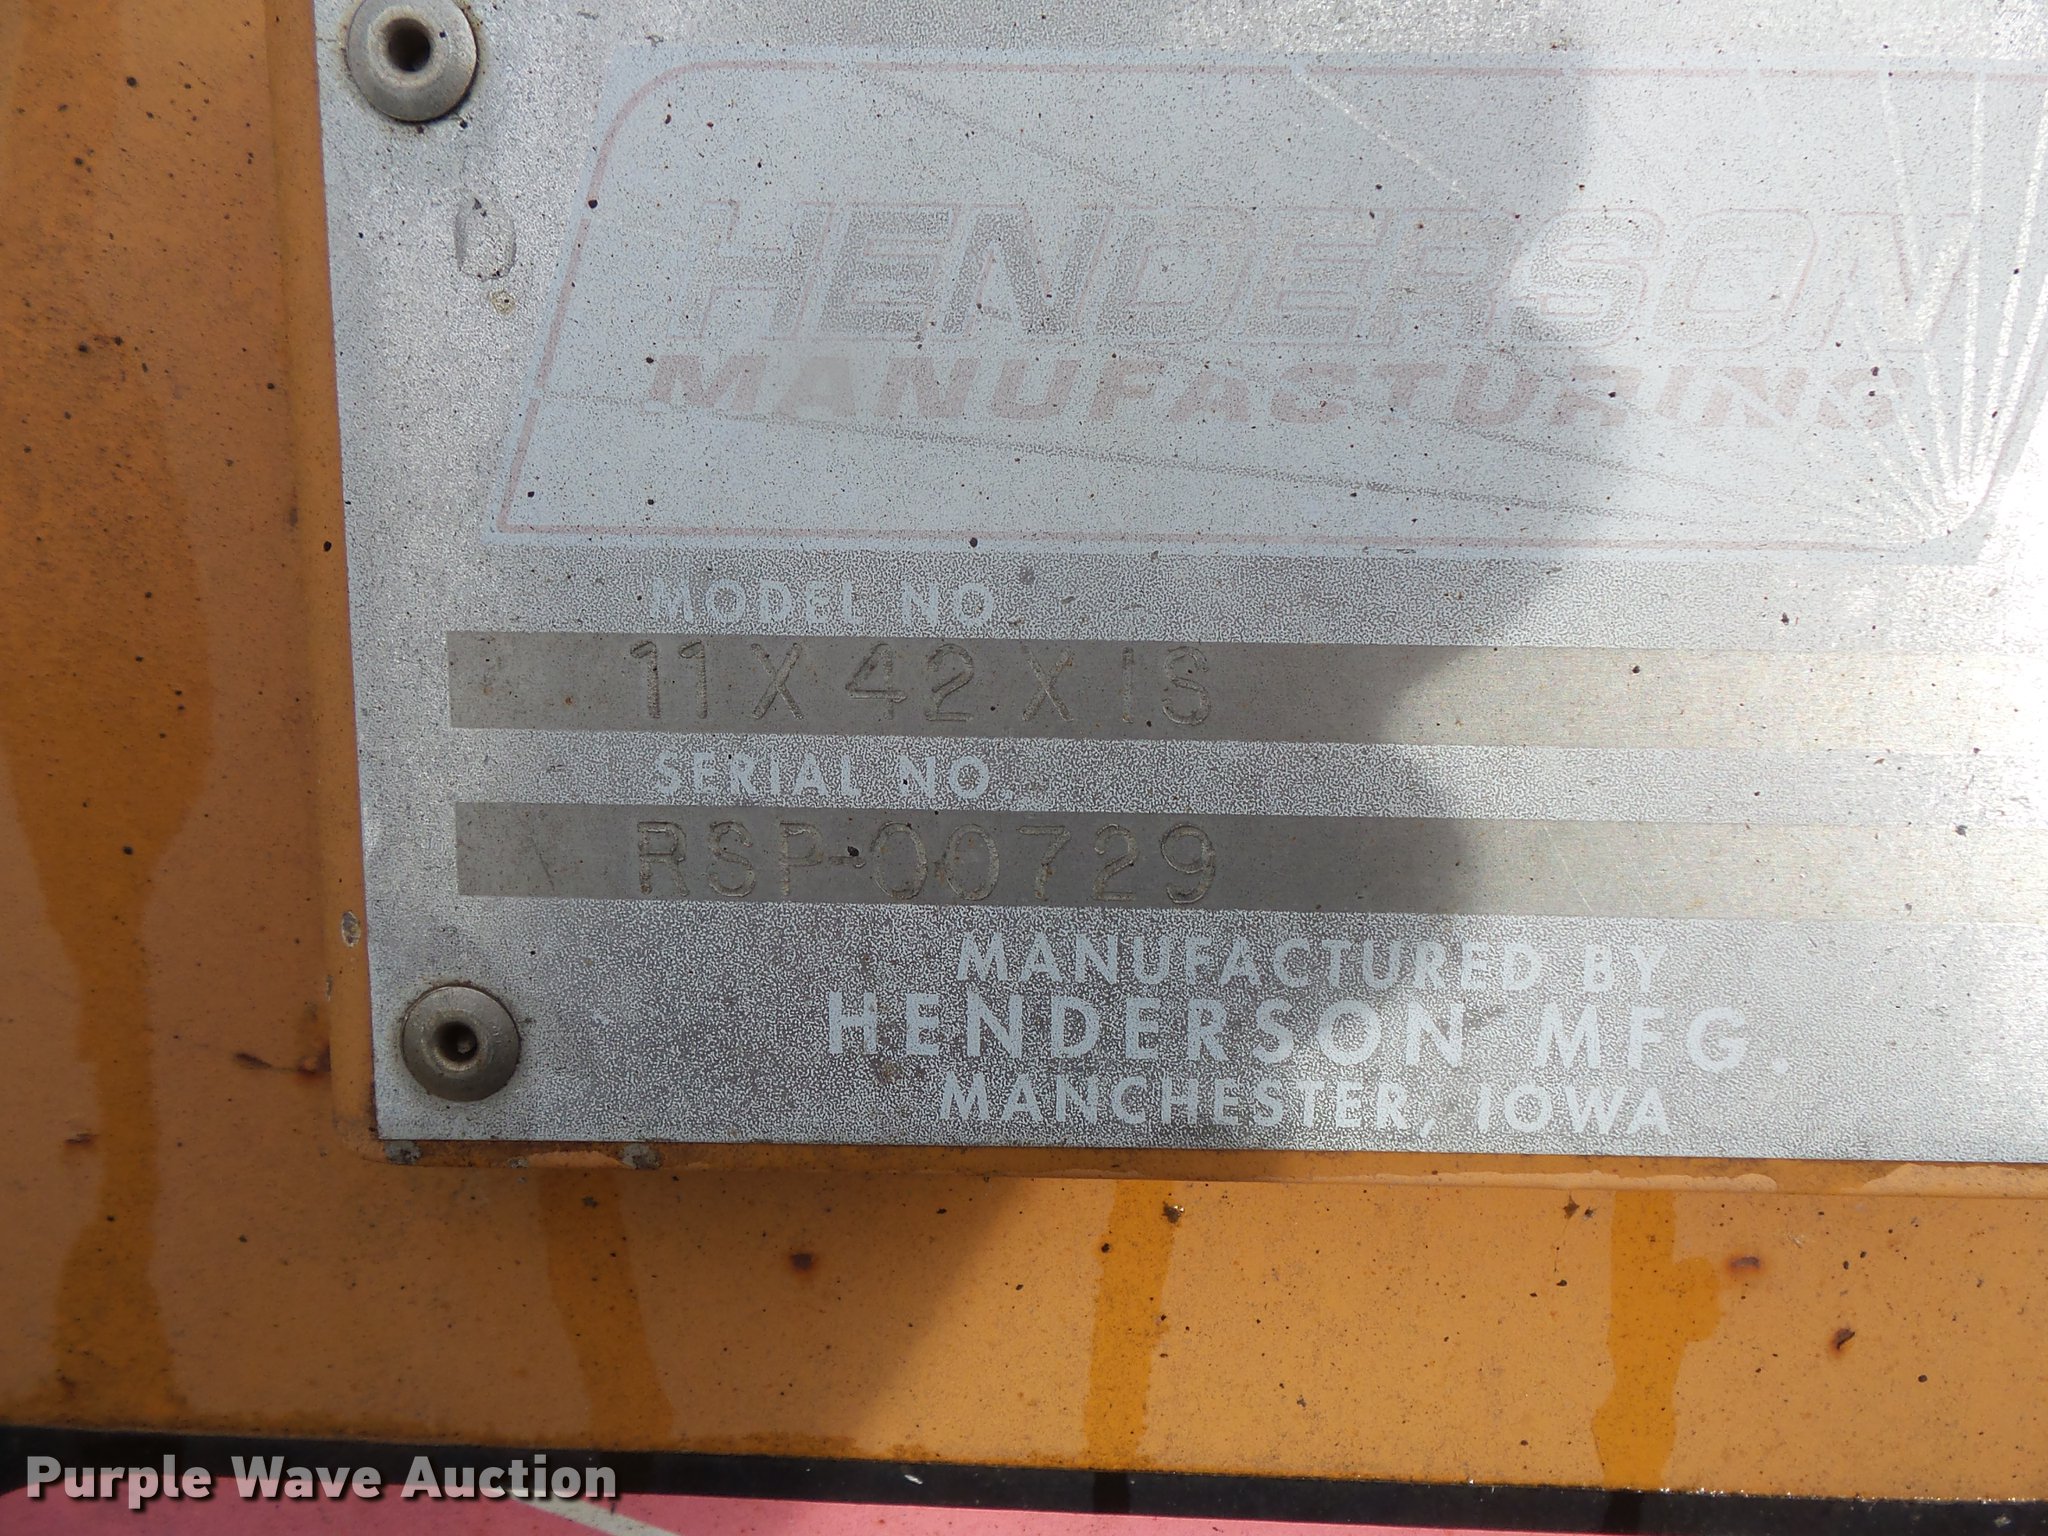 HENDERSON
MANUFACTURING
MODEL NO.
11 X 42 X IS
SERIAL NO.
RSP-00729
MANUFACTURED BY
HENDERSON MFG.
MANCHESTER, IOWA
Purple Wave Auction